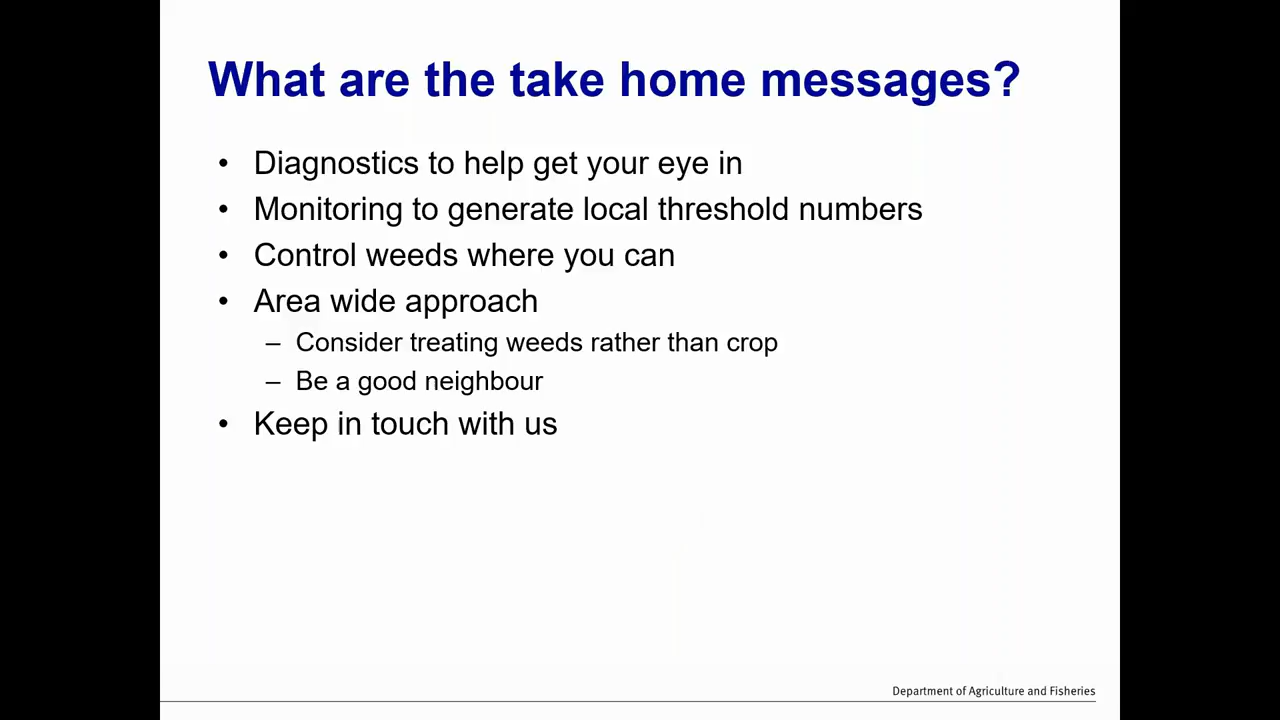 What are the take home messages?
• Diagnostics to help get your eye in
• Monitoring to generate local threshold numbers
• Control weeds where you can
• Area wide approach
– Consider treating weeds rather than crop
– Be a good neighbour
• Keep in touch with us
Department of Agriculture and Fisheries